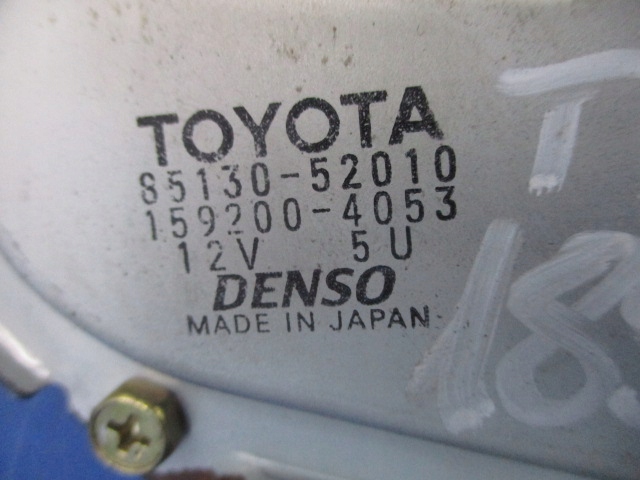 TOYOTA
85130-52010
159200-4053
12V 5U
DENSO
MADE IN JAPAN
T